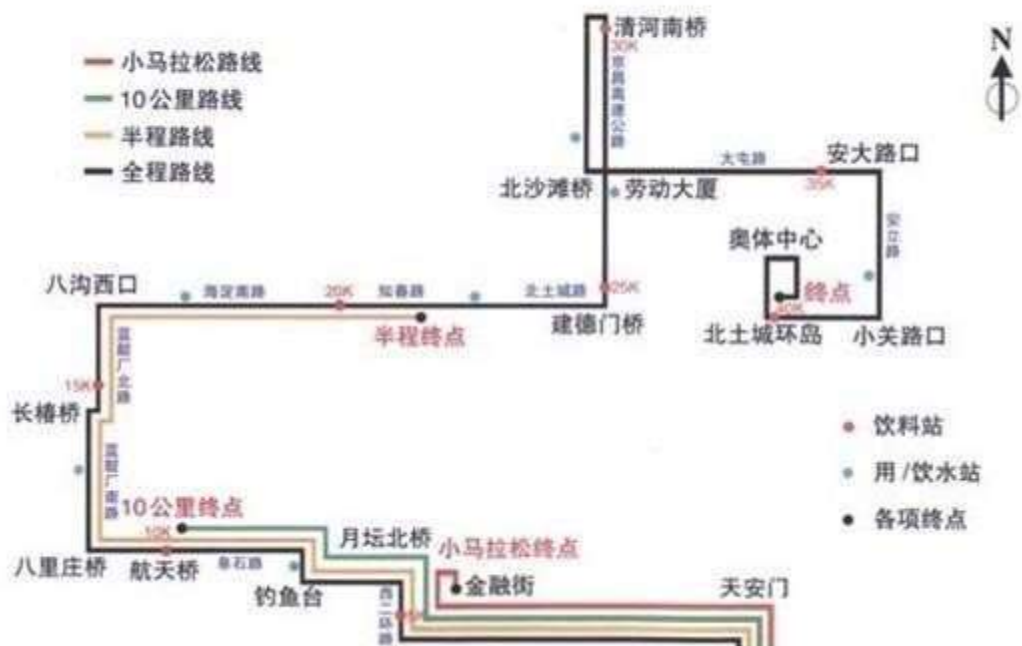 清河南桥
30K
京昌高速公路
N
小马拉松路线
10公里路线
半程路线
全程路线
大屯路
安大路口
35K
北沙滩桥
劳动大厦
安立路
奥体中心
终点
40K
八沟西口
海淀南路
20K
知春路
北土城路
25K
半程终点
建德门桥
北土城环岛
小关路口
蓝靛厂北路
15K
长椿桥
蓝靛厂南路
饮料站
用/饮水站
各项终点
10公里终点
10K
月坛北桥
小马拉松终点
八里庄桥
航天桥
阜石路
钓鱼台
金融街
天安门
西二环路